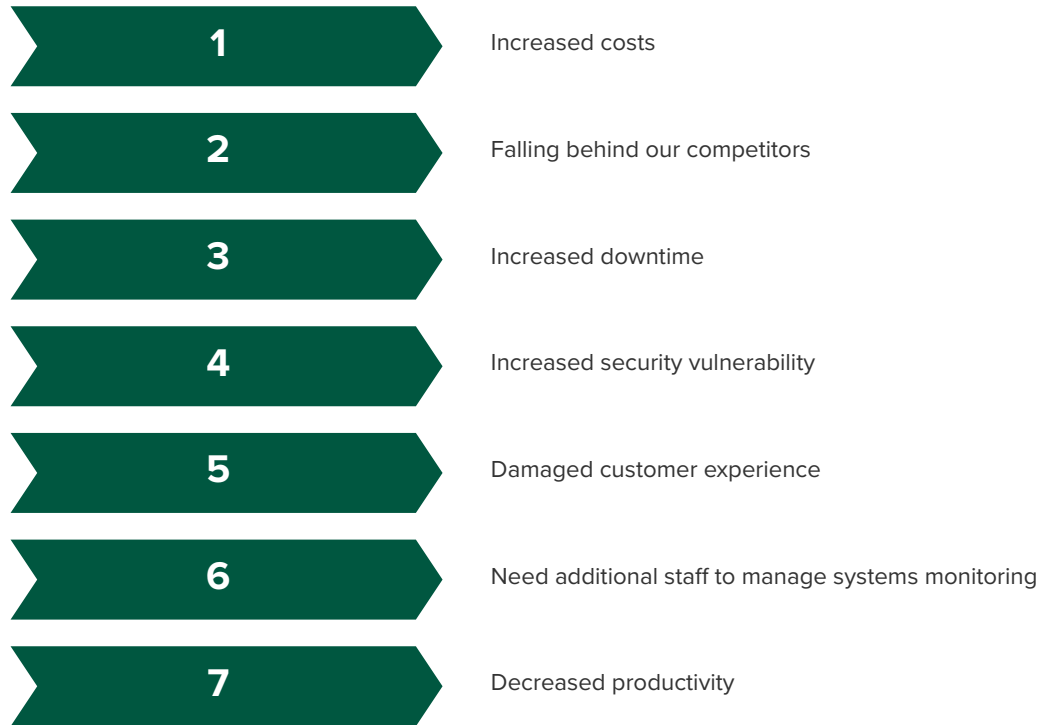 1 Increased costs
2 Falling behind our competitors
3 Increased downtime
4 Increased security vulnerability
5 Damaged customer experience
6 Need additional staff to manage systems monitoring
7 Decreased productivity